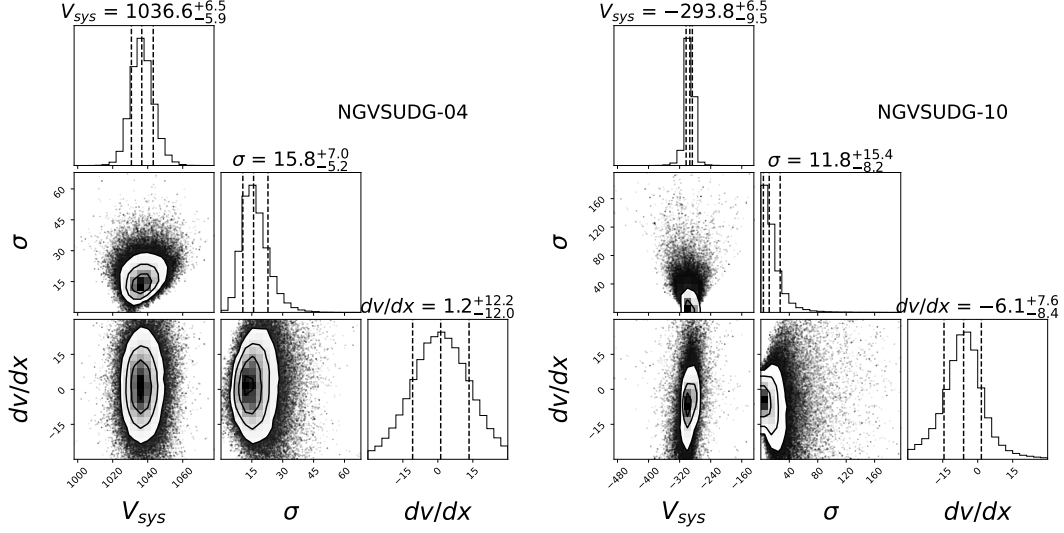 V_sys = 1036.6 +6.5 −5.9
NGVSUDG-04
σ = 15.8 +7.0 −5.2
σ
60
45
30
15
dv/dx = 1.2 +12.2 −12.0
dv/dx
15
0
−15
1000
1020
1040
1060
V_sys
15
30
45
60
σ
−15
0
15
dv/dx
V_sys = −293.8 +6.5 −9.5
NGVSUDG-10
σ = 11.8 +15.4 −8.2
σ
160
120
80
40
dv/dx = −6.1 +7.6 −8.4
dv/dx
15
0
−15
−480
−400
−320
−240
−160
V_sys
40
80
120
160
σ
−15
0
15
dv/dx